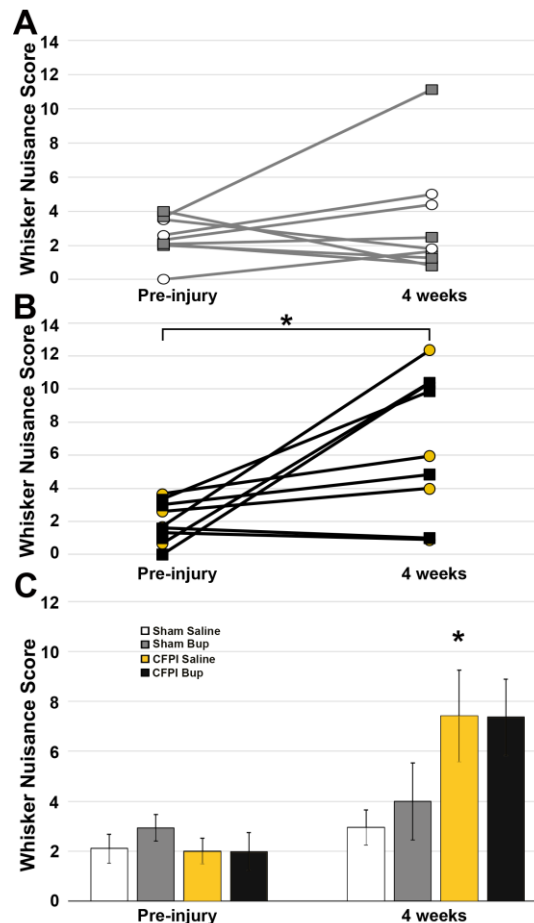 A
Whisker Nuisance Score
14
12
10
8
6
4
2
0
Pre-injury
4 weeks
B
*
Whisker Nuisance Score
14
12
10
8
6
4
2
0
Pre-injury
4 weeks
C
Whisker Nuisance Score
12
10
8
6
4
2
0
Sham Saline
Sham Bup
CFPI Saline
CFPI Bup
*
Pre-injury
4 weeks